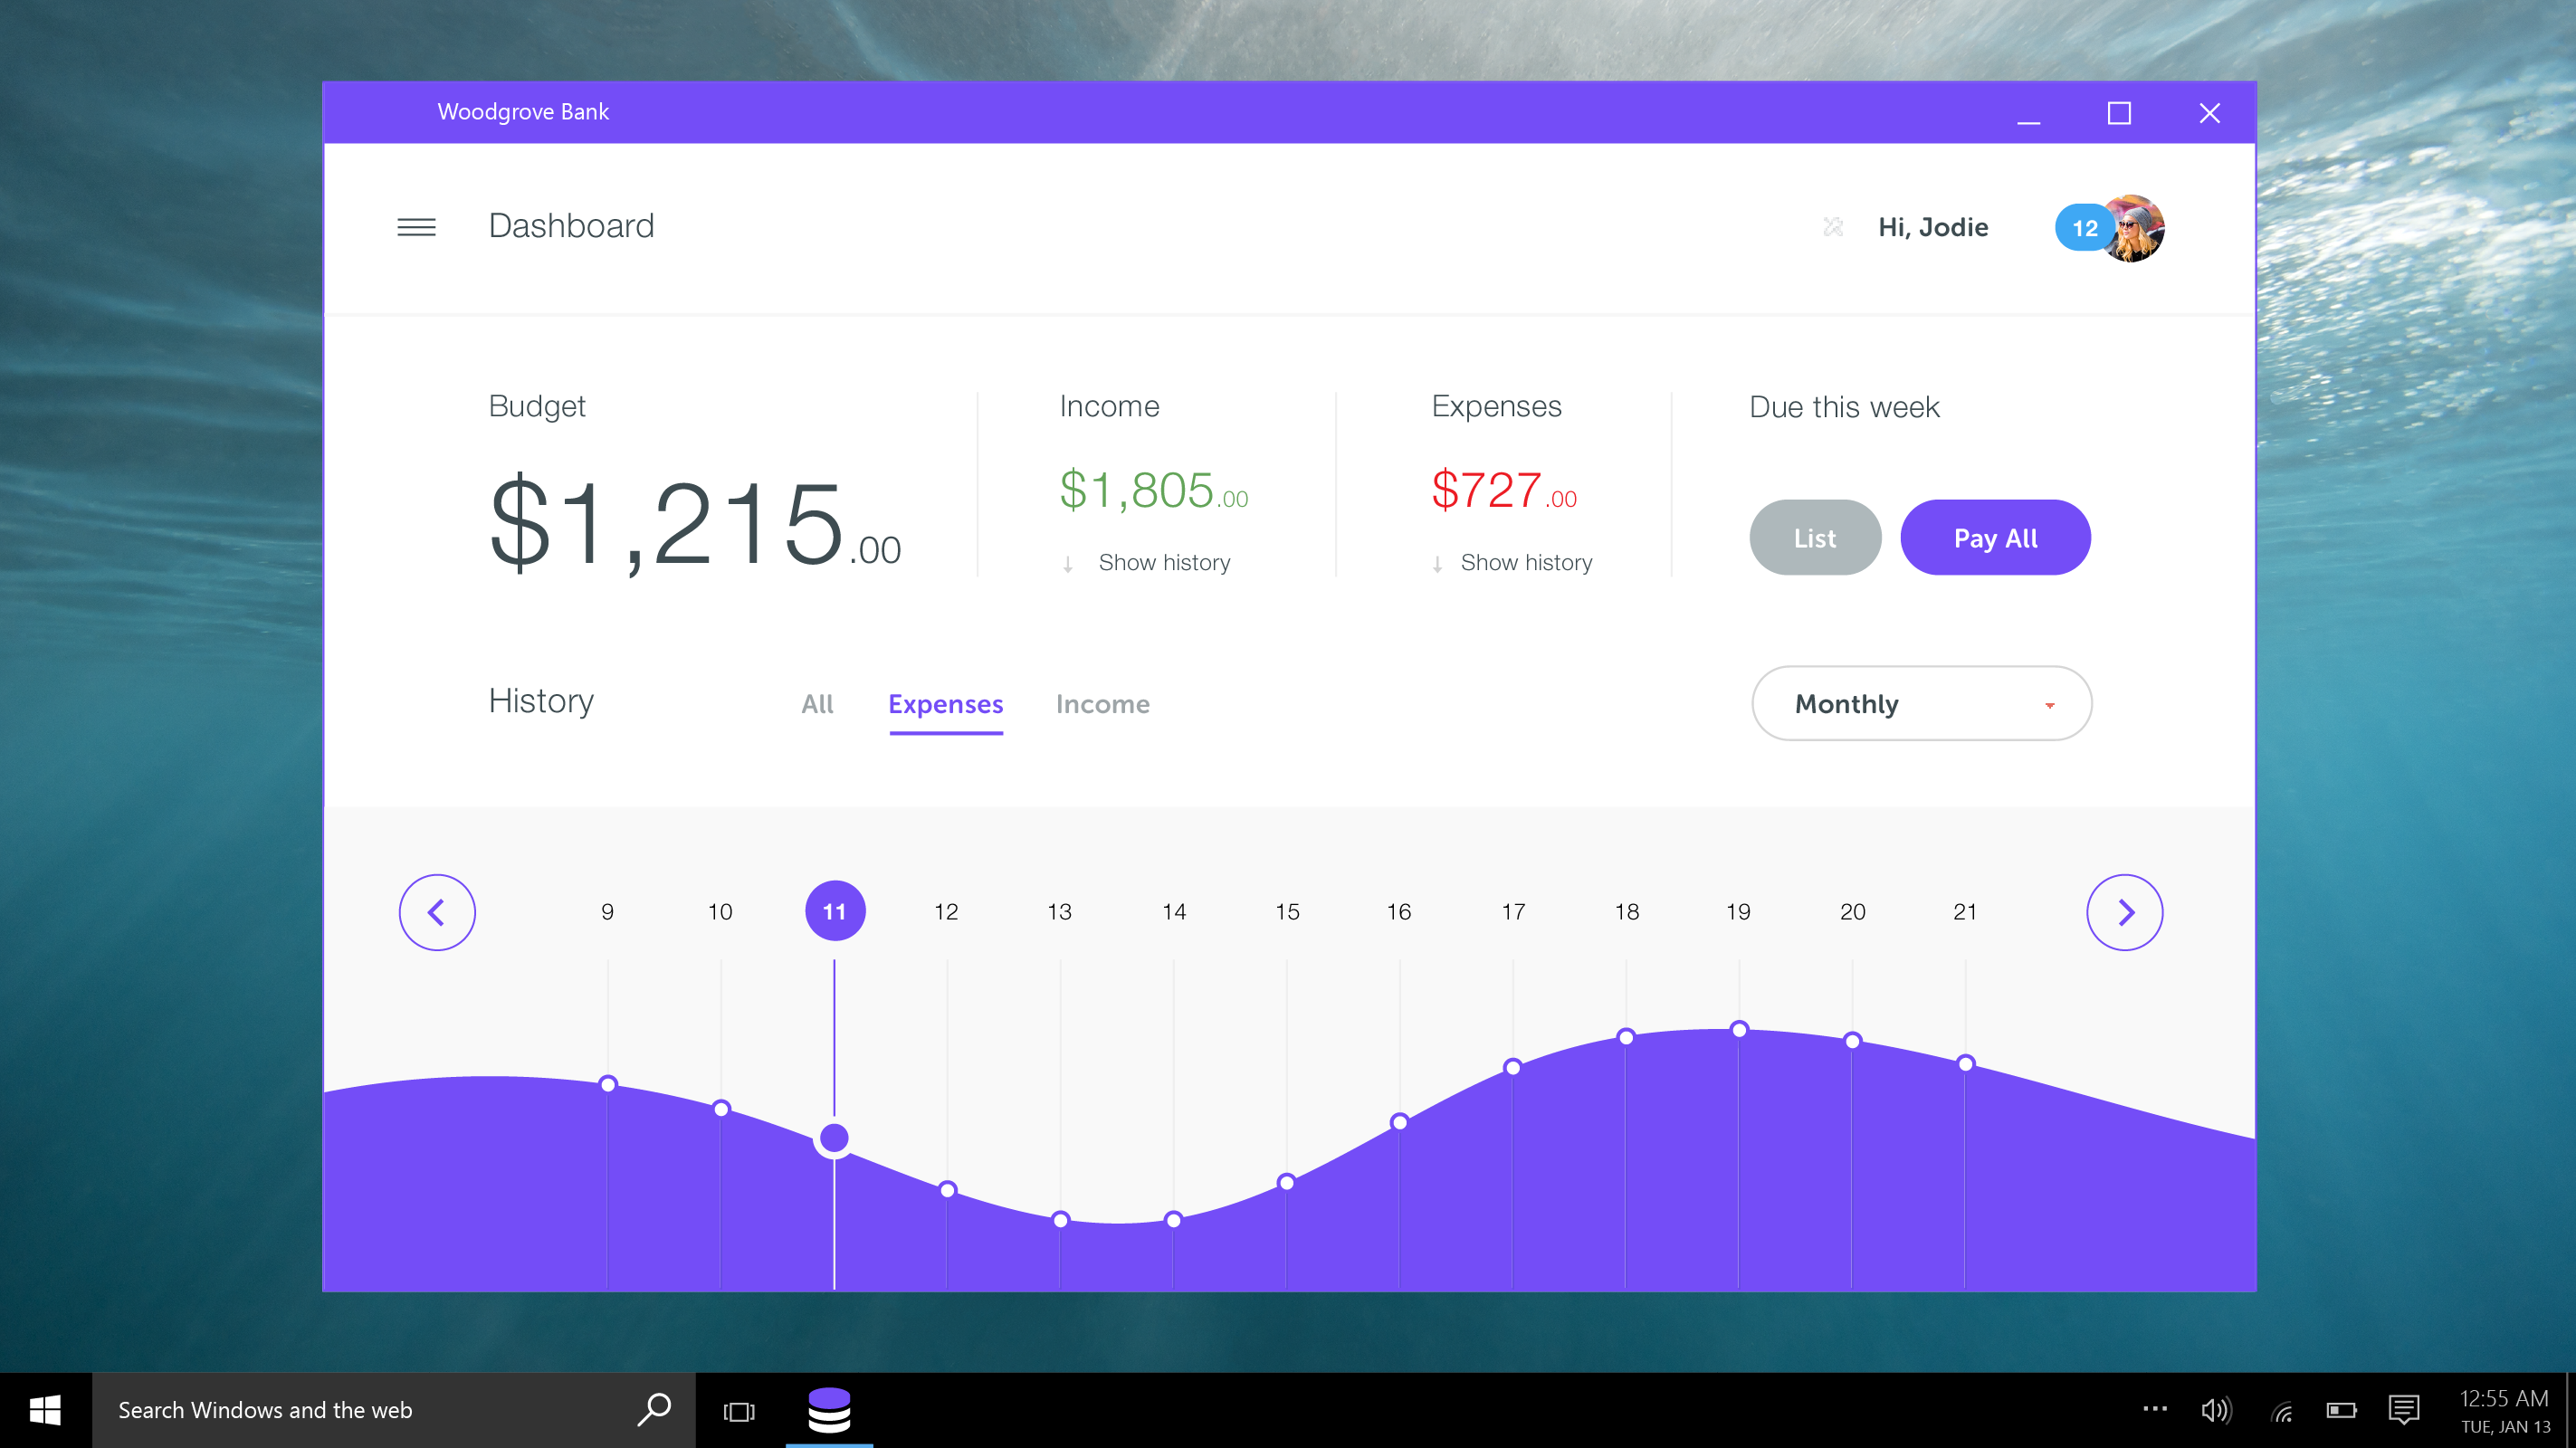 Woodgrove Bank
Dashboard
Hi, Jodie
12
Budget
$1,215.00
Income
$1,805.00
Show history
Expenses
$727.00
Show history
Due this week
List
Pay All
History
All
Expenses
Income
Monthly
9 10 11 12 13 14 15 16 17 18 19 20 21
Search Windows and the web
12:55 AM
TUE, JAN 13